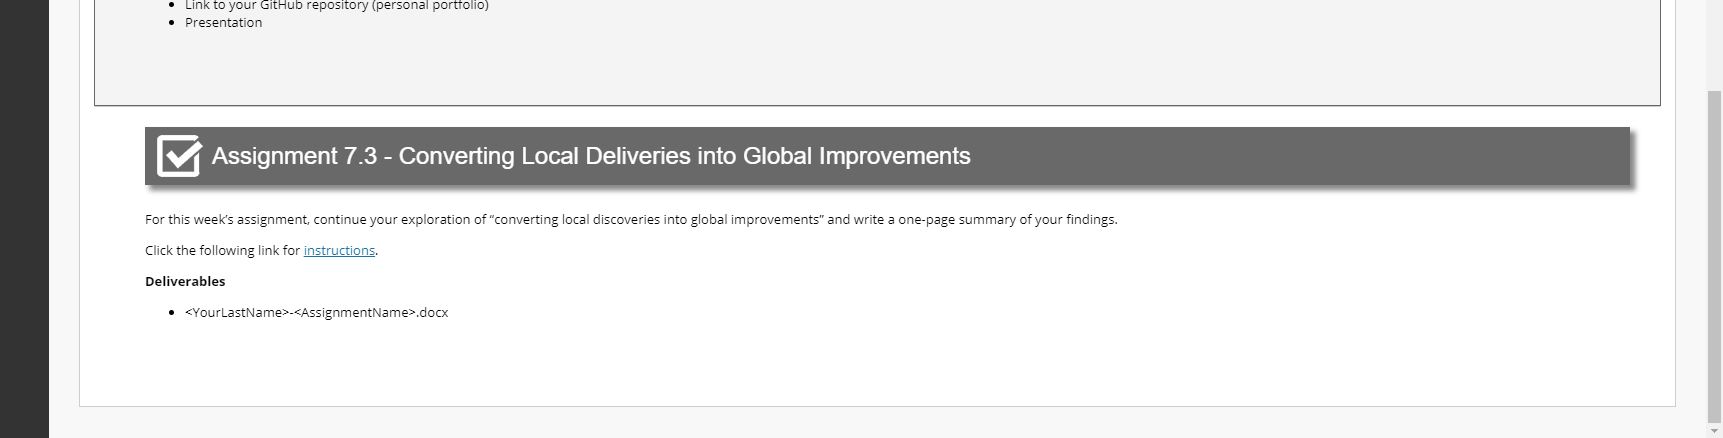 Link to your GitHub repository (personal portfolio)
Presentation
Assignment 7.3 - Converting Local Deliveries into Global Improvements
For this week’s assignment, continue your exploration of “converting local discoveries into global improvements” and write a one-page summary of your findings.
Click the following link for instructions.
Deliverables
<YourLastName>-<AssignmentName>.docx